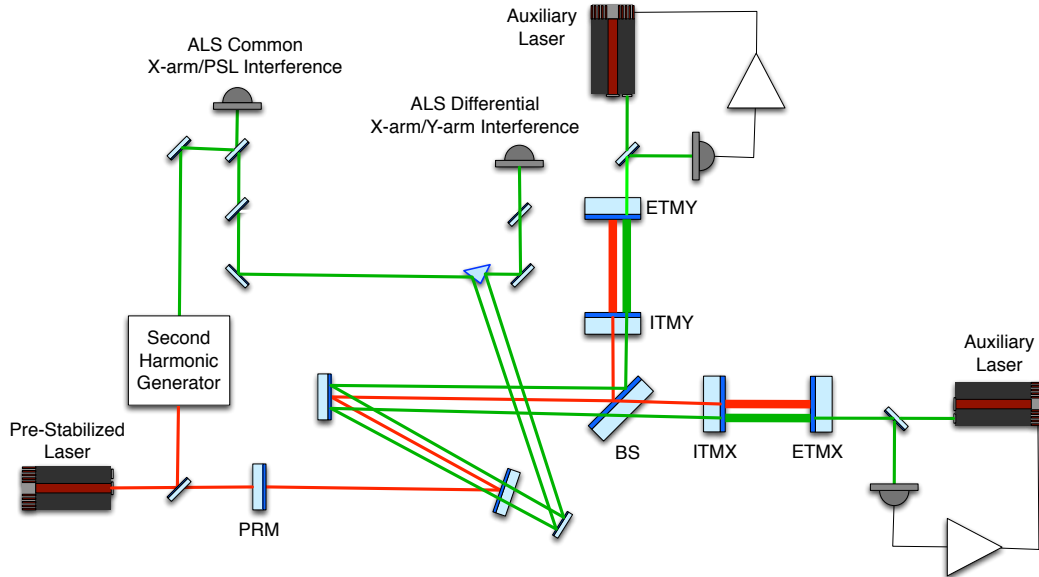 ALS Common
X-arm/PSL Interference
ALS Differential
X-arm/Y-arm Interference
Auxiliary
Laser
ETMY
ITMY
Second
Harmonic
Generator
Auxiliary
Laser
Pre-Stabilized
Laser
PRM
BS
ITMX
ETMX